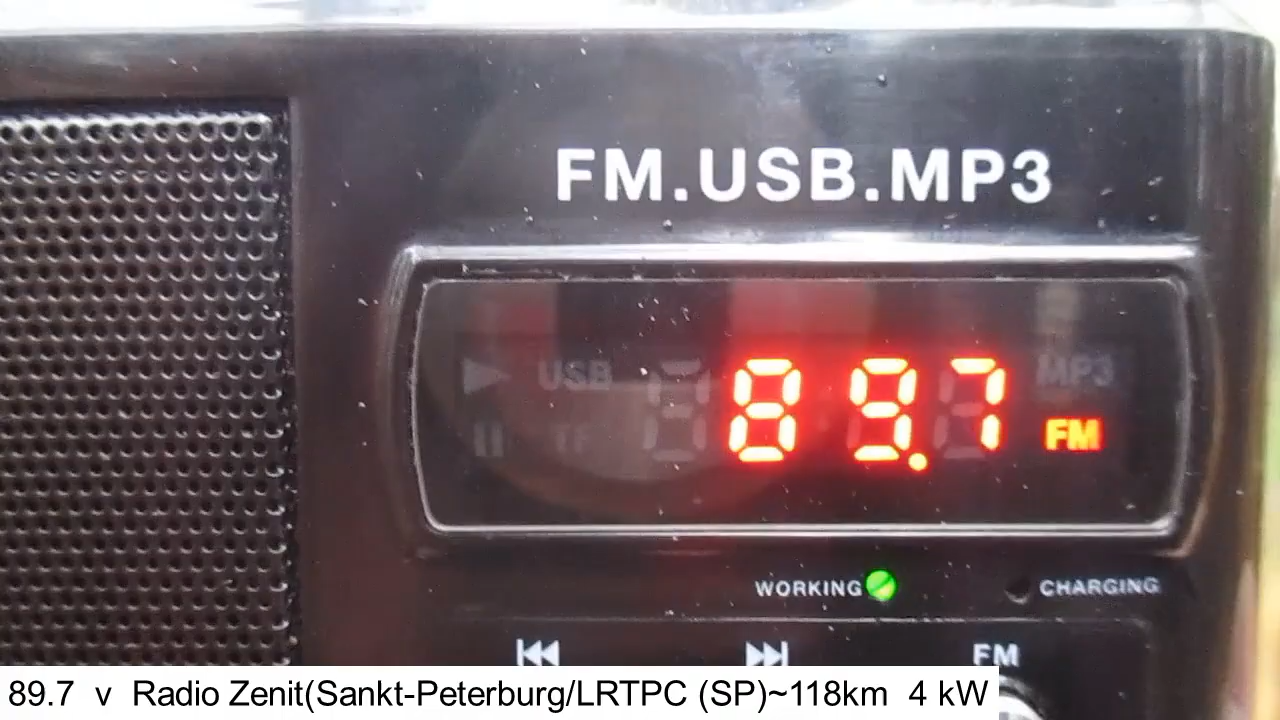 FM.USB.MP3
USB MP3
89.7 FM
TF
WORKING CHARGING
FM
89.7 v Radio Zenit(Sankt-Peterburg/LRTPC (SP)~118km 4 kW